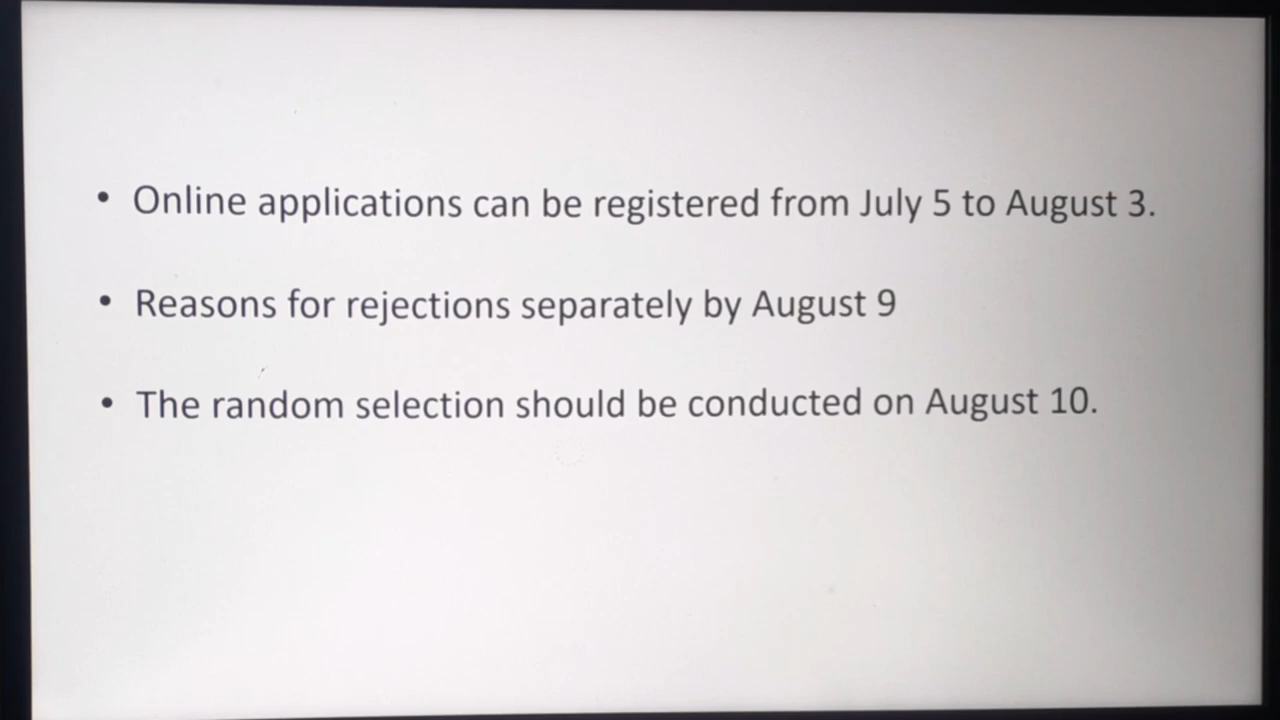 • Online applications can be registered from July 5 to August 3.
• Reasons for rejections separately by August 9
• The random selection should be conducted on August 10.